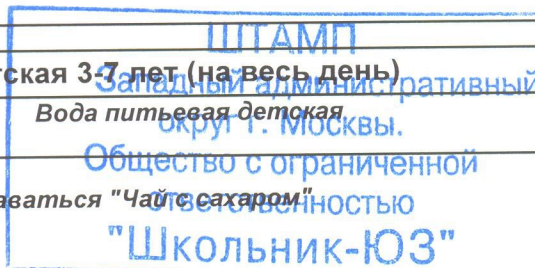 ШТАМП
тская 3-7 лет (на весь день)
Западный административный
Вода питьевая детская
округ г. Москвы.
Общество с ограниченной
аваться "Чай с сахаром"
ответственностью
"Школьник-ЮЗ"